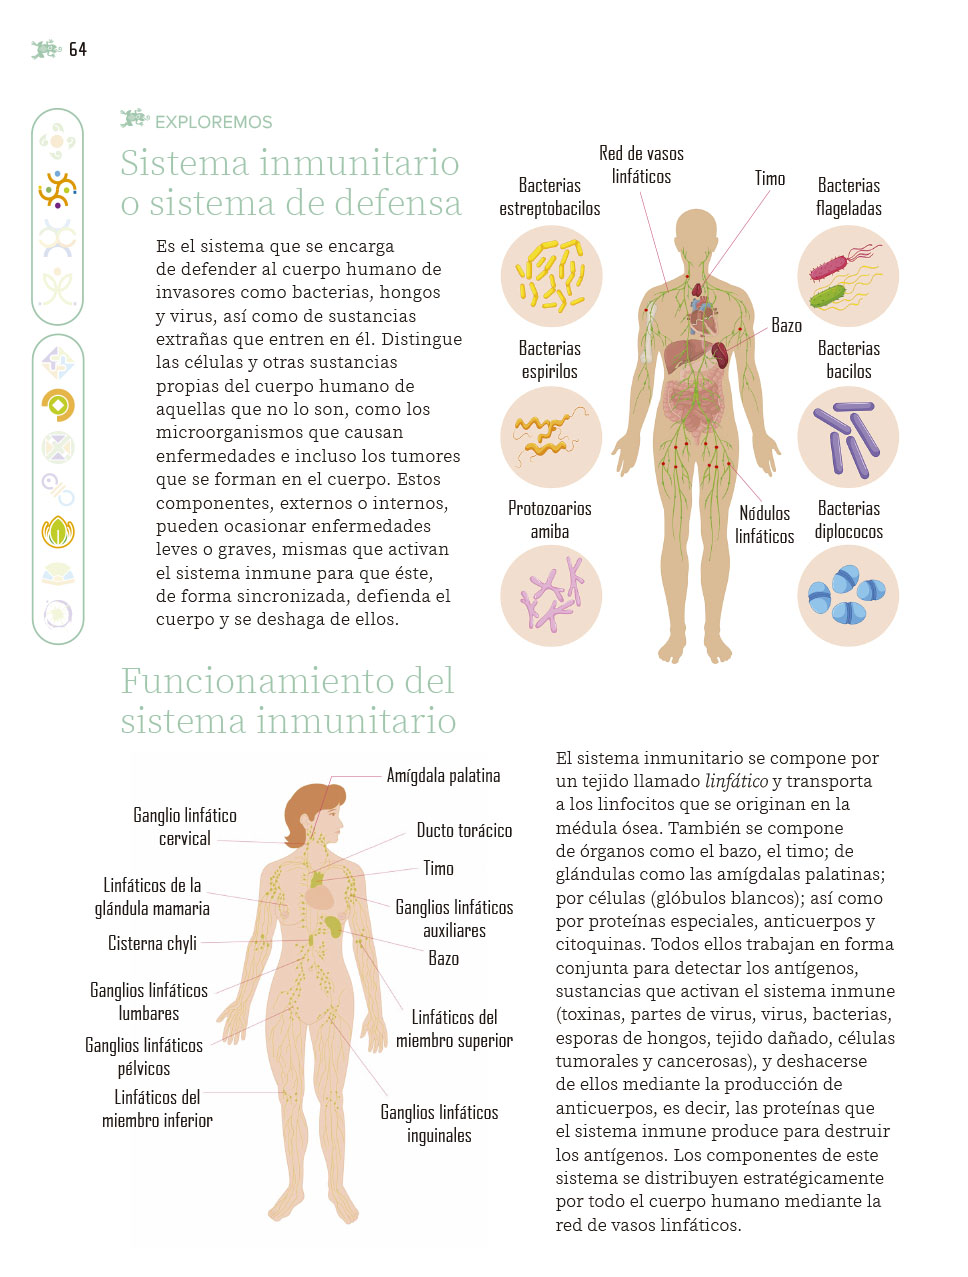 64
EXPLOREMOS
Sistema inmunitario
o sistema de defensa
Es el sistema que se encarga
de defender al cuerpo humano de
invasores como bacterias, hongos
y virus, así como de sustancias
extrañas que entren en él. Distingue
las células y otras sustancias
propias del cuerpo humano de
aquellas que no lo son, como los
microorganismos que causan
enfermedades e incluso los tumores
que se forman en el cuerpo. Estos
componentes, externos o internos,
pueden ocasionar enfermedades
leves o graves, mismas que activan
el sistema inmune para que éste,
de forma sincronizada, defienda el
cuerpo y se deshaga de ellos.
Red de vasos
linfáticos
Timo
Bacterias
estreptobacilos
Bacterias
flageladas
Bazo
Bacterias
espirilos
Bacterias
bacilos
Protozoarios
amiba
Nódulos
linfáticos
Bacterias
diplococos
Funcionamiento del
sistema inmunitario
Amígdala palatina
Ganglio linfático
cervical
Ducto torácico
Timo
Linfáticos de la
glándula mamaria
Ganglios linfáticos
auxiliares
Cisterna chyli
Bazo
Ganglios linfáticos
lumbares
Linfáticos del
miembro superior
Ganglios linfáticos
pélvicos
Linfáticos del
miembro inferior
Ganglios linfáticos
inguinales
El sistema inmunitario se compone por
un tejido llamado linfático y transporta
a los linfocitos que se originan en la
médula ósea. También se compone
de órganos como el bazo, el timo; de
glándulas como las amígdalas palatinas;
por células (glóbulos blancos); así como
por proteínas especiales, anticuerpos y
citoquinas. Todos ellos trabajan en forma
conjunta para detectar los antígenos,
sustancias que activan el sistema inmune
(toxinas, partes de virus, virus, bacterias,
esporas de hongos, tejido dañado, células
tumorales y cancerosas), y deshacerse
de ellos mediante la producción de
anticuerpos, es decir, las proteínas que
el sistema inmune produce para destruir
los antígenos. Los componentes de este
sistema se distribuyen estratégicamente
por todo el cuerpo humano mediante la
red de vasos linfáticos.